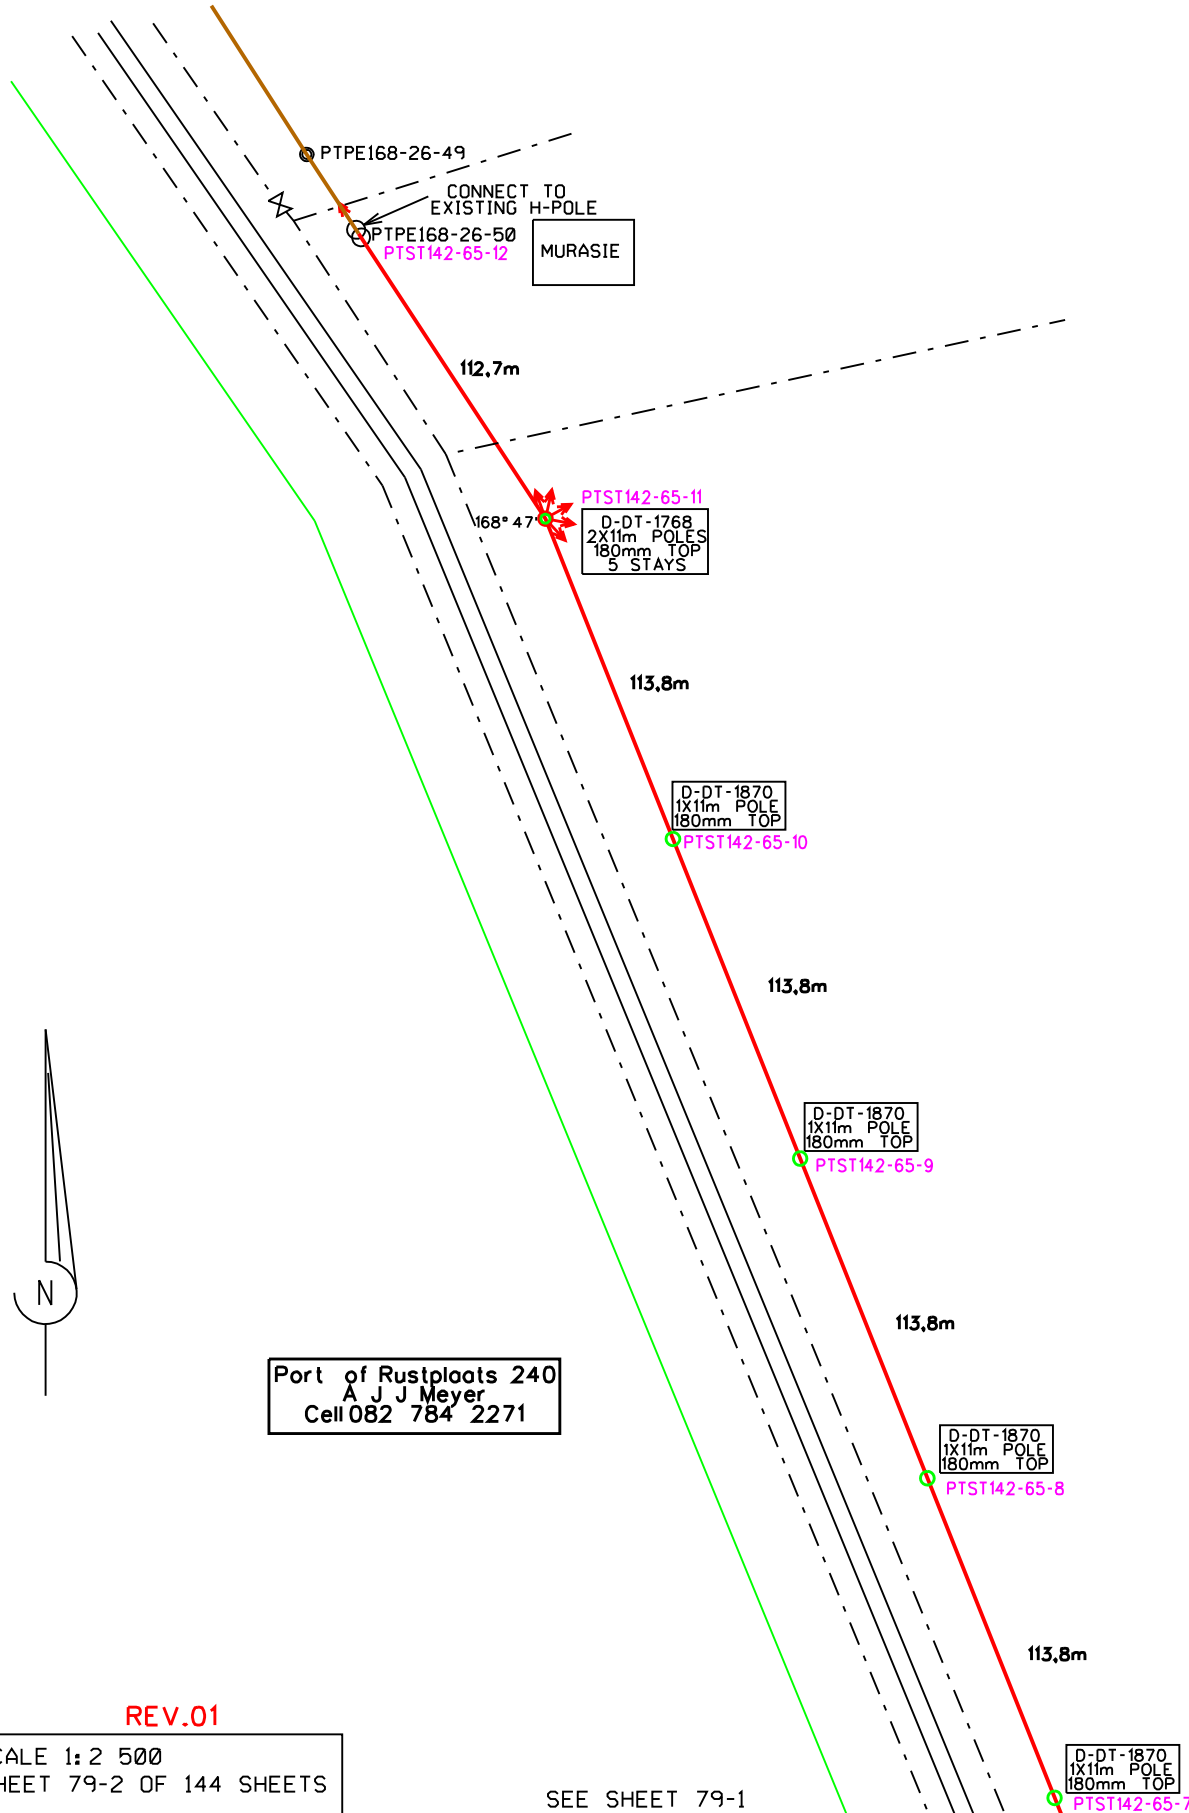 PTPE168-26-49
CONNECT TO
EXISTING H-POLE
PTPE168-26-50
PTST142-65-12
MURASIE
112,7m
PTST142-65-11
168° 47'
D-DT-1768
2X11m POLES
180mm TOP
5 STAYS
113,8m
D-DT-1870
1X11m POLE
180mm TOP
PTST142-65-10
113,8m
D-DT-1870
1X11m POLE
180mm TOP
PTST142-65-9
N
113,8m
Port of Rustplaats 240
A J J Meyer
Cell 082 784 2271
D-DT-1870
1X11m POLE
180mm TOP
PTST142-65-8
113,8m
REV.01
CALE 1:2 500
HEET 79-2 OF 144 SHEETS
SEE SHEET 79-1
D-DT-1870
1X11m POLE
180mm TOP
PTST142-65-7